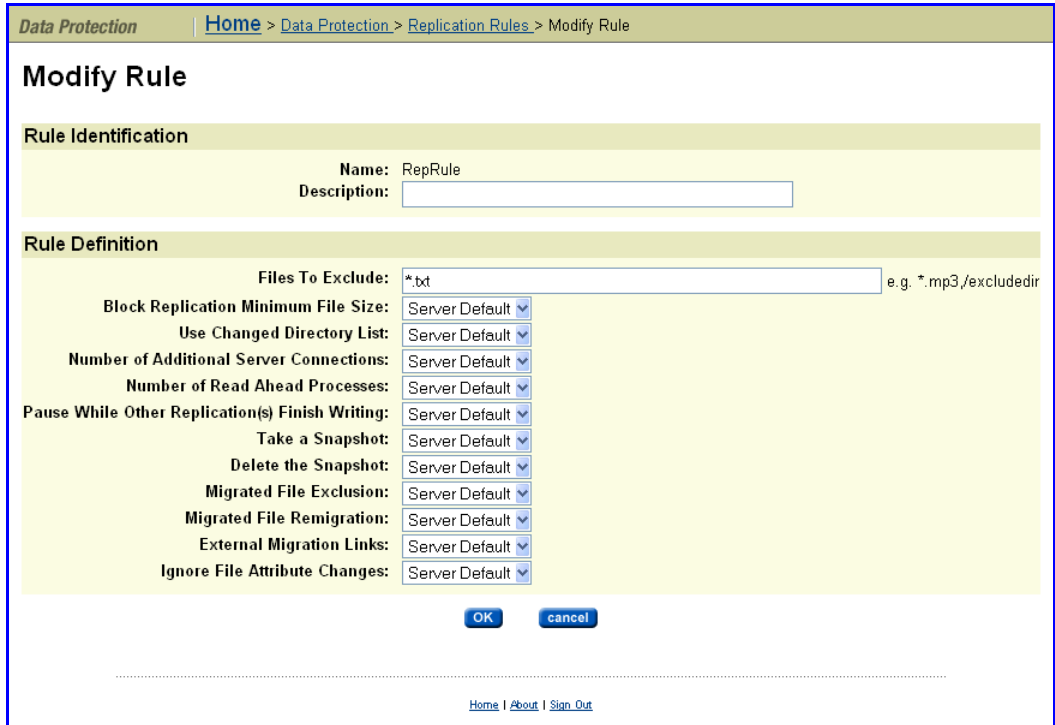 Data Protection Home > Data Protection > Replication Rules > Modify Rule
Modify Rule
Rule Identification
Name: RepRule
Description:
Rule Definition
Files To Exclude: *.txt e.g. *.mp3,/excludedir
Block Replication Minimum File Size: Server Default
Use Changed Directory List: Server Default
Number of Additional Server Connections: Server Default
Number of Read Ahead Processes: Server Default
Pause While Other Replication(s) Finish Writing: Server Default
Take a Snapshot: Server Default
Delete the Snapshot: Server Default
Migrated File Exclusion: Server Default
Migrated File Remigration: Server Default
External Migration Links: Server Default
Ignore File Attribute Changes: Server Default
OK cancel
Home | About | Sign Out